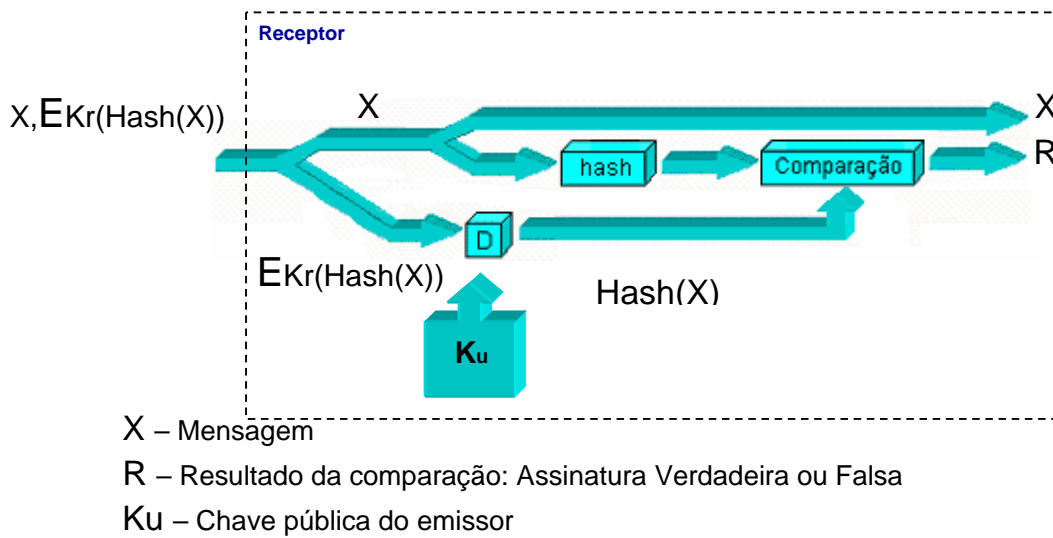 Receptor
X,EKr(Hash(X))
X
X
R
hash
Comparação
D
EKr(Hash(X))
Hash(X)
Ku
X – Mensagem
R – Resultado da comparação: Assinatura Verdadeira ou Falsa
Ku – Chave pública do emissor